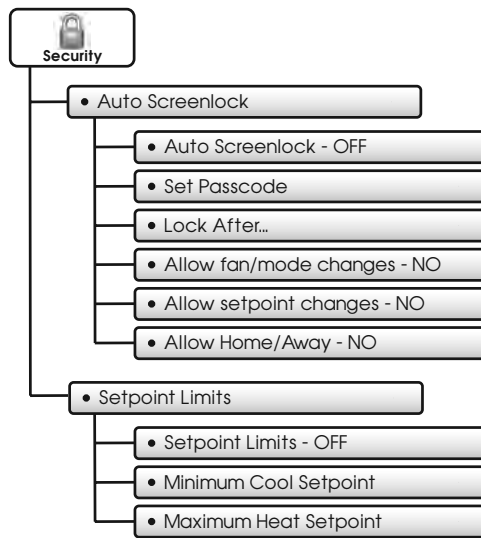 Security
• Auto Screenlock
• Auto Screenlock - OFF
• Set Passcode
• Lock After...
• Allow fan/mode changes - NO
• Allow setpoint changes - NO
• Allow Home/Away - NO
• Setpoint Limits
• Setpoint Limits - OFF
• Minimum Cool Setpoint
• Maximum Heat Setpoint